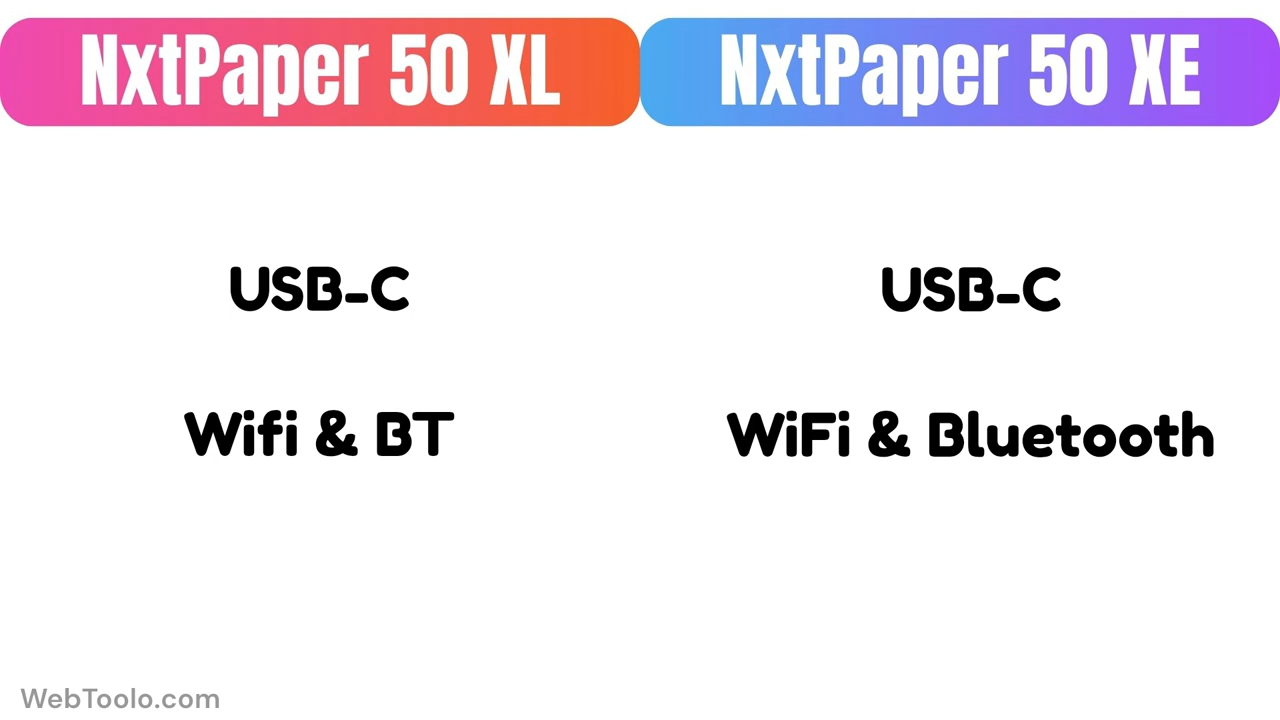 NxtPaper 50 XL
NxtPaper 50 XE
USB-C
USB-C
Wifi & BT
WiFi & Bluetooth
WebToolo.com